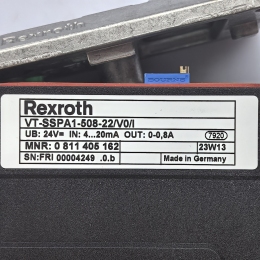 Rexroth
Rexroth
VT-SSPA1-508-22/V0/I
UB: 24V= IN: 4...20mA OUT: 0-0,8A 7920
MNR: 0 811 405 162 23W13
SN:FRI 00004249 .0.b Made in Germany